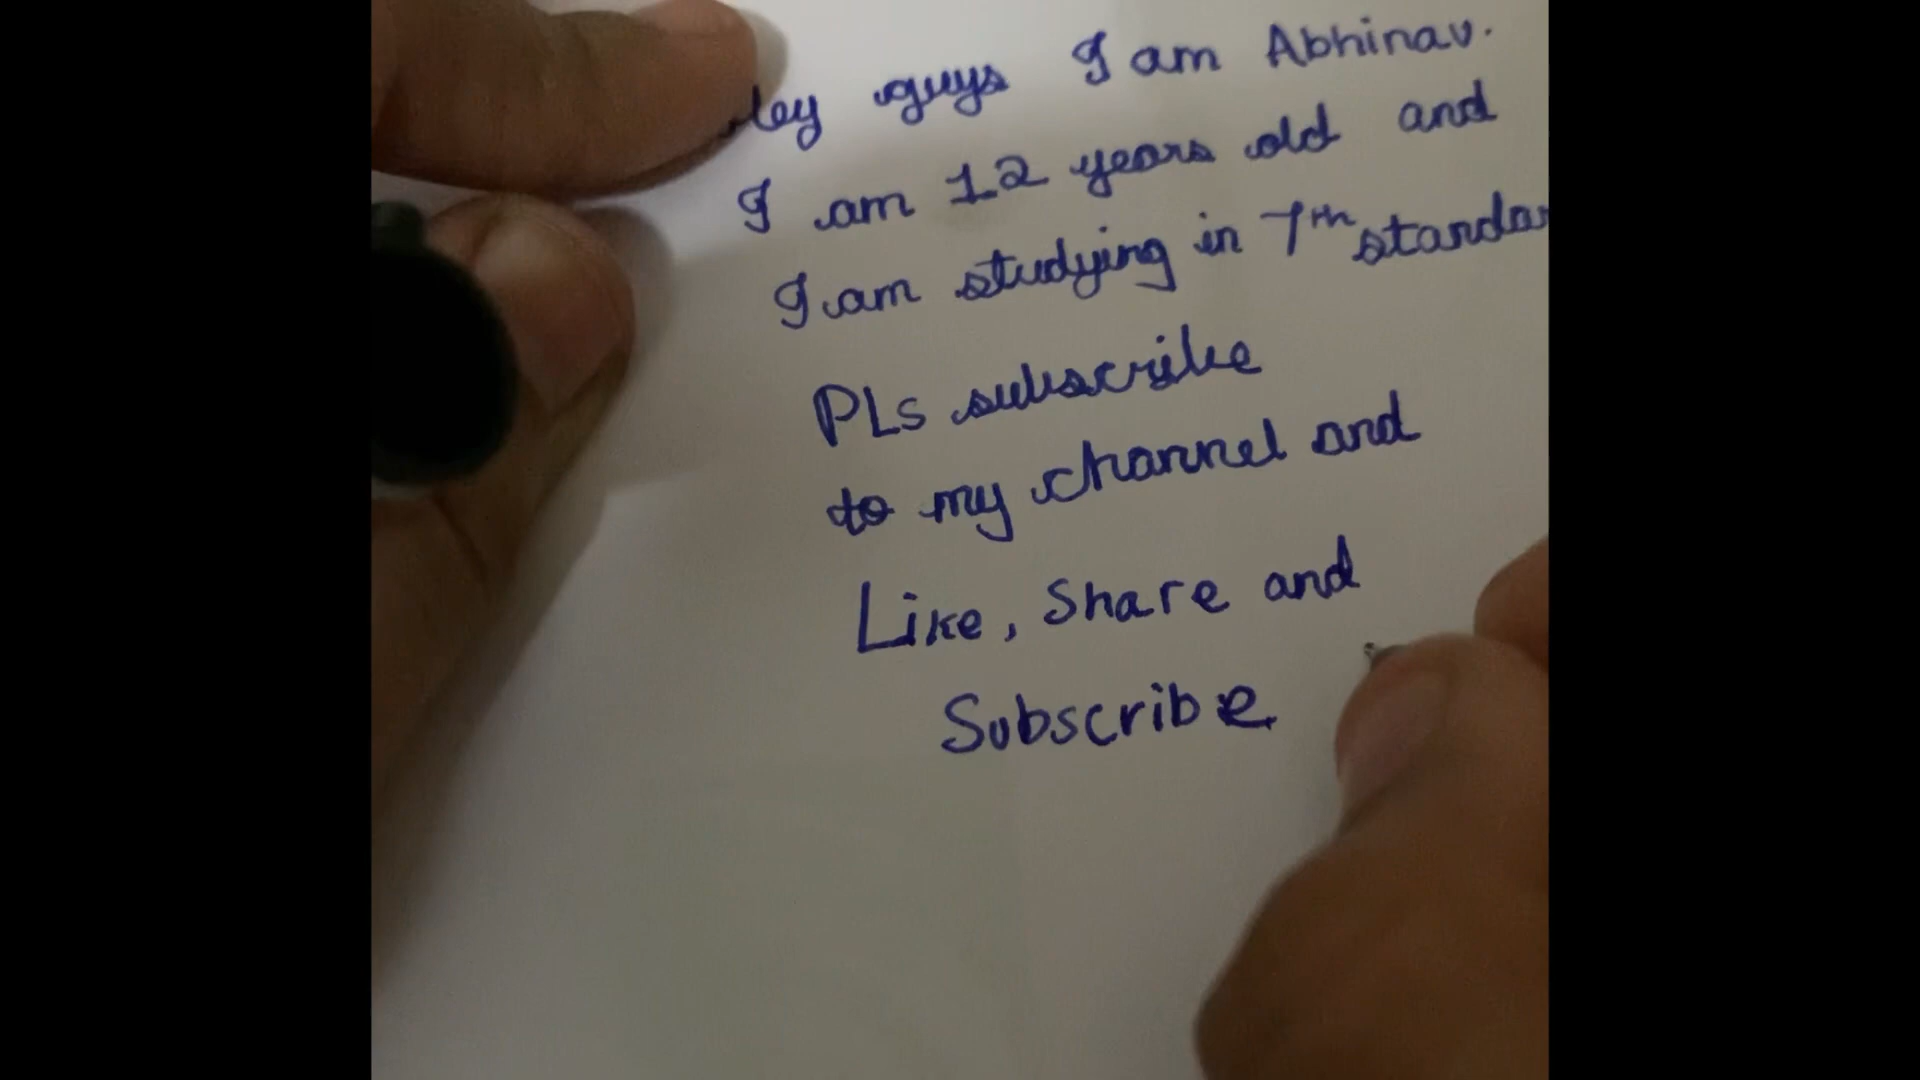 Hey guys I am Abhinav.
I am 12 years old and
I am studying in 7th standar
PLs subscribe
to my channel and
Like, Share and
Subscribe